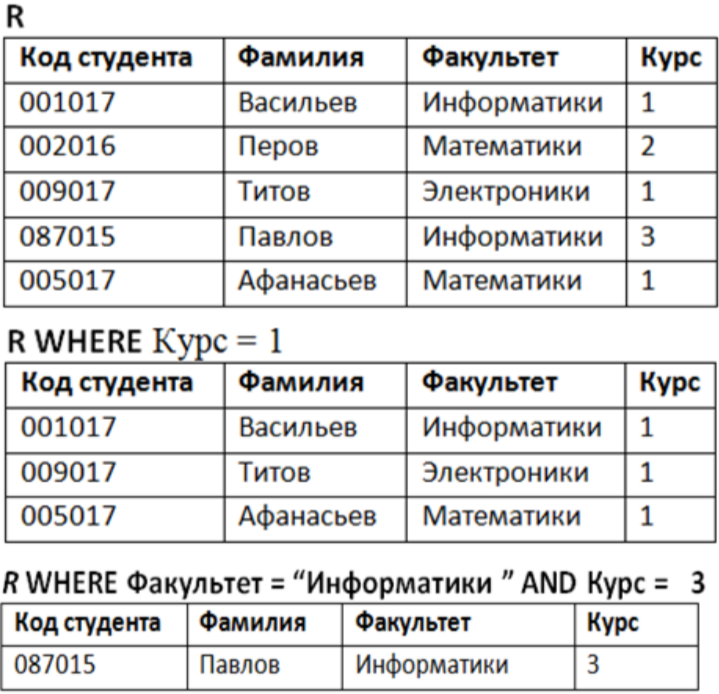 R
Код студента Фамилия Факультет Курс
001017 Васильев Информатики 1
002016 Перов Математики 2
009017 Титов Электроники 1
087015 Павлов Информатики 3
005017 Афанасьев Математики 1
R WHERE Курс = 1
Код студента Фамилия Факультет Курс
001017 Васильев Информатики 1
009017 Титов Электроники 1
005017 Афанасьев Математики 1
R WHERE Факультет = “Информатики ” AND Курс = 3
Код студента Фамилия Факультет Курс
087015 Павлов Информатики 3